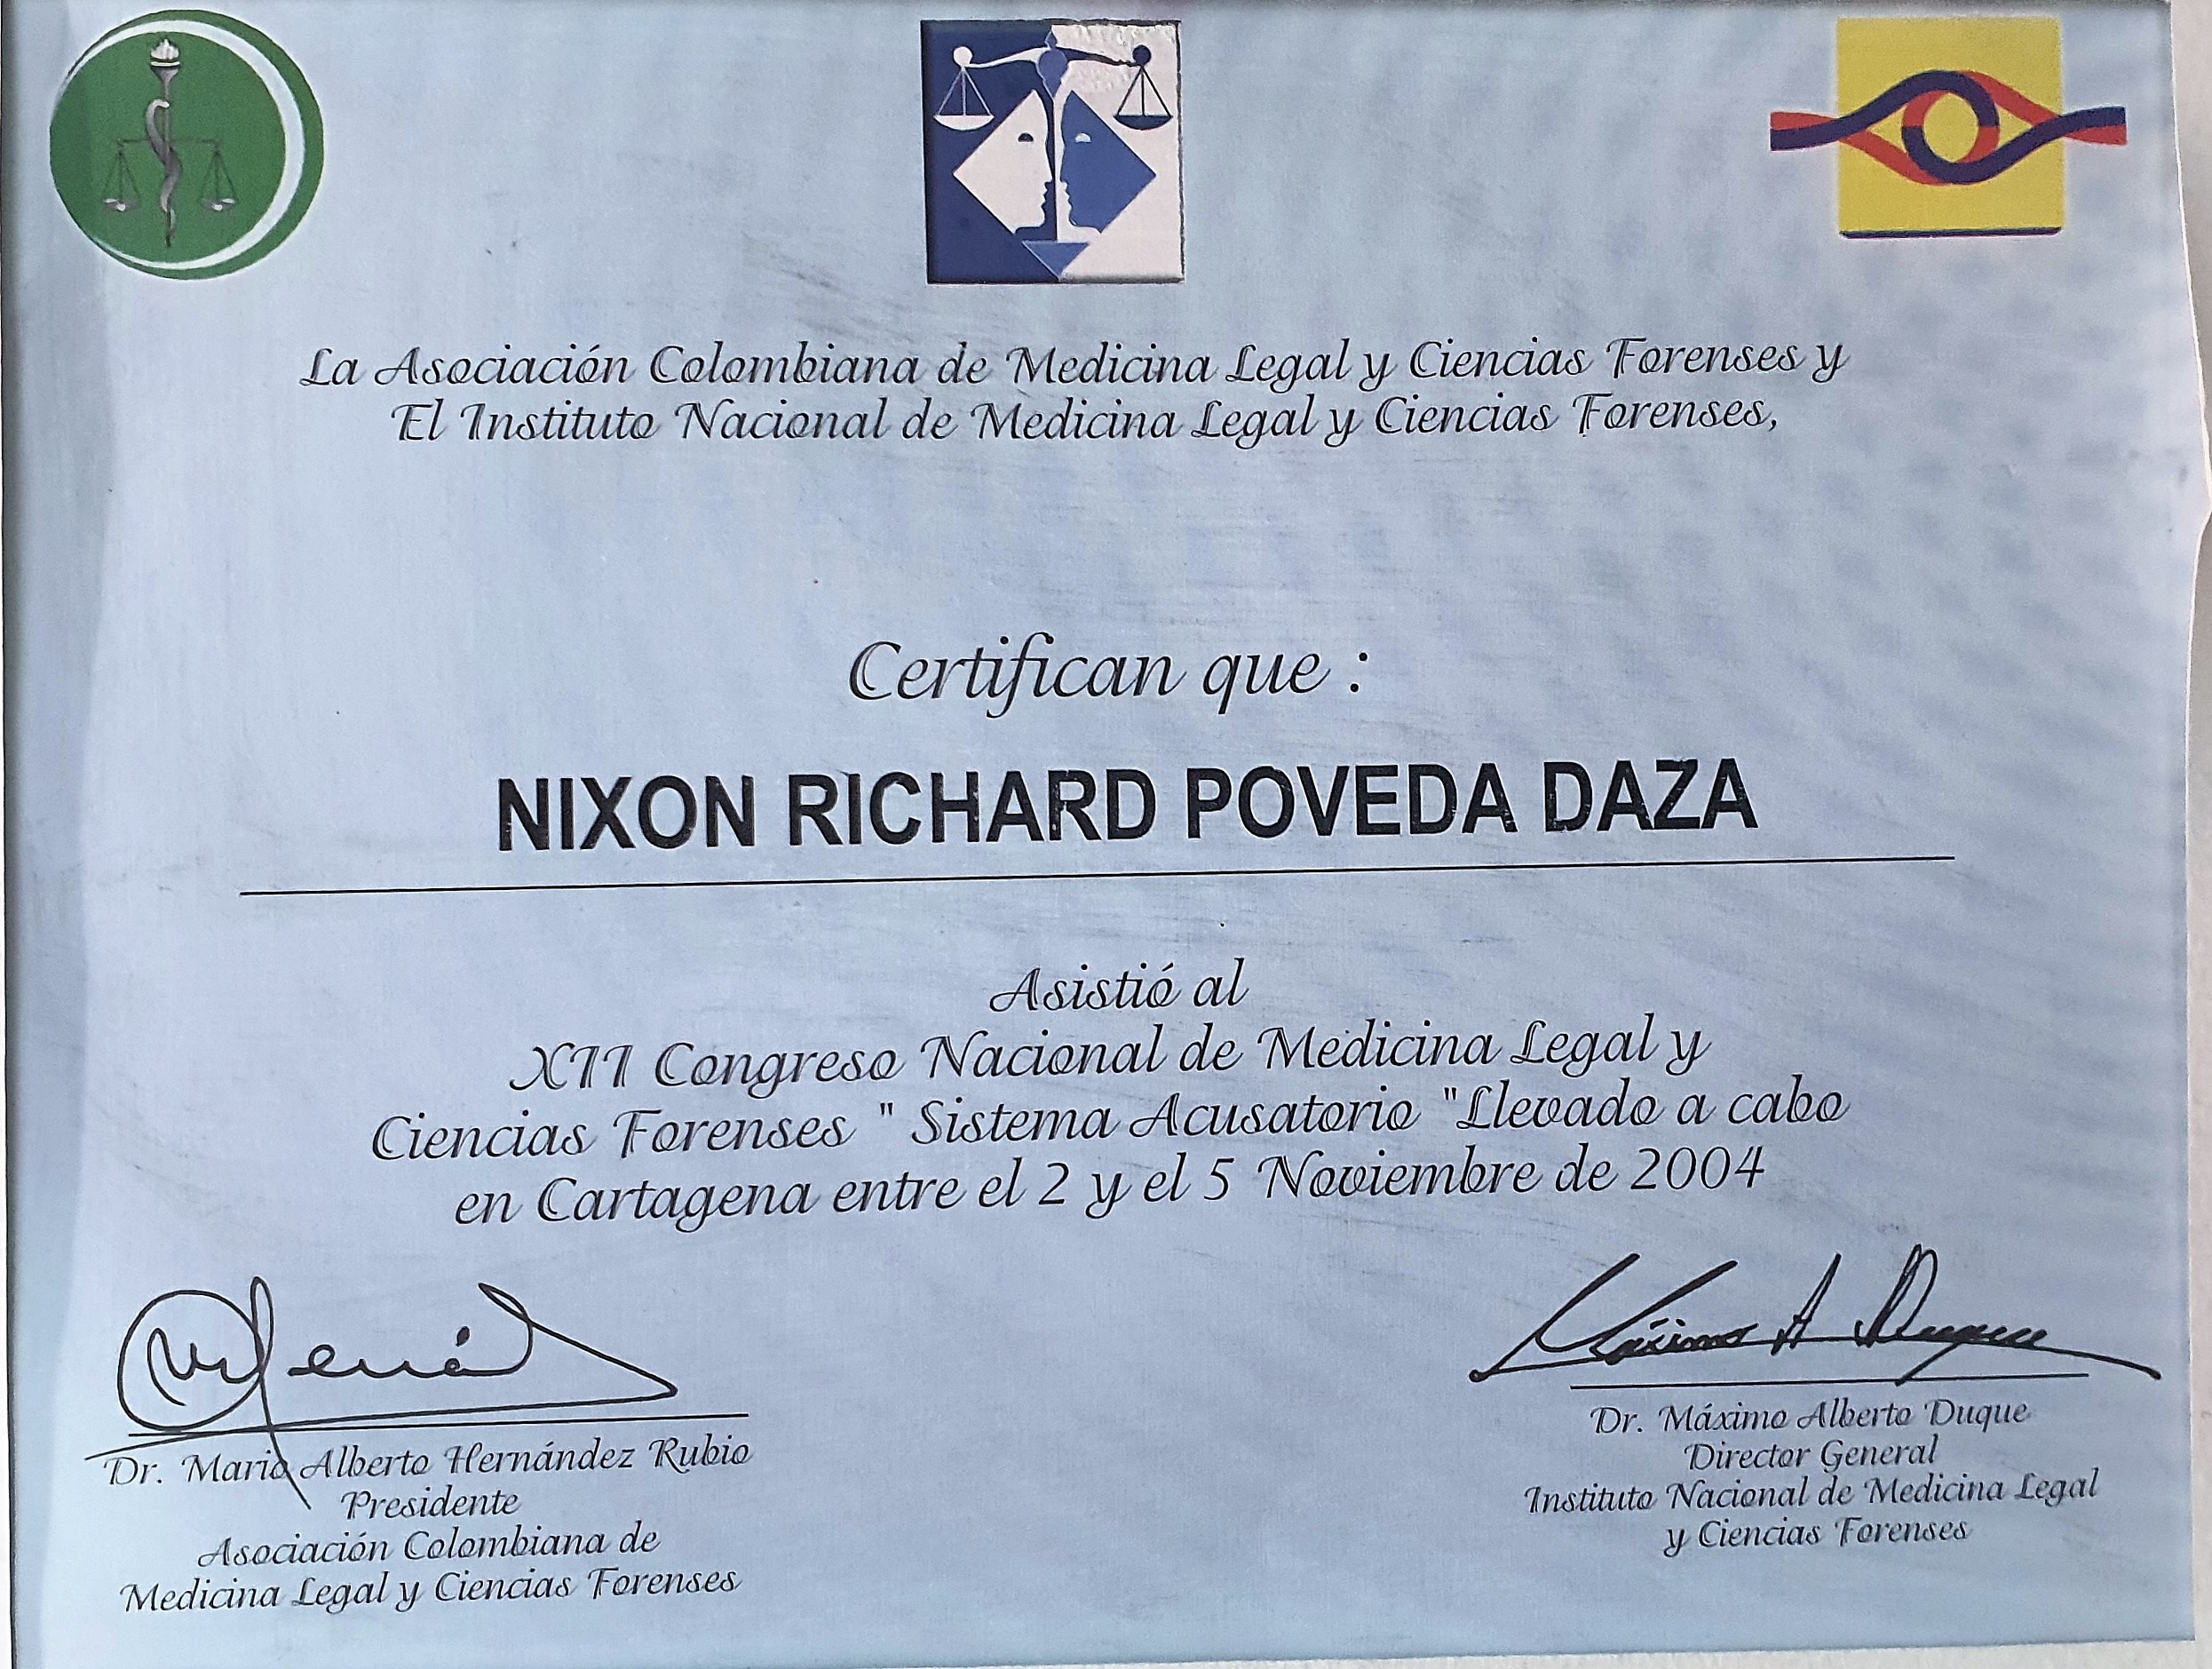 La Asociación Colombiana de Medicina Legal y Ciencias Forenses y
El Instituto Nacional de Medicina Legal y Ciencias Forenses,
Certifican que :
NIXON RICHARD POVEDA DAZA
Asistió al
XII Congreso Nacional de Medicina Legal y
Ciencias Forenses " Sistema Acusatorio "Llevado a cabo
en Cartagena entre el 2 y el 5 Noviembre de 2004
Dr. Mario Alberto Hernández Rubio
Presidente
Asociación Colombiana de
Medicina Legal y Ciencias Forenses
Máximo A Duque
Dr. Máximo Alberto Duque
Director General
Instituto Nacional de Medicina Legal
y Ciencias Forenses